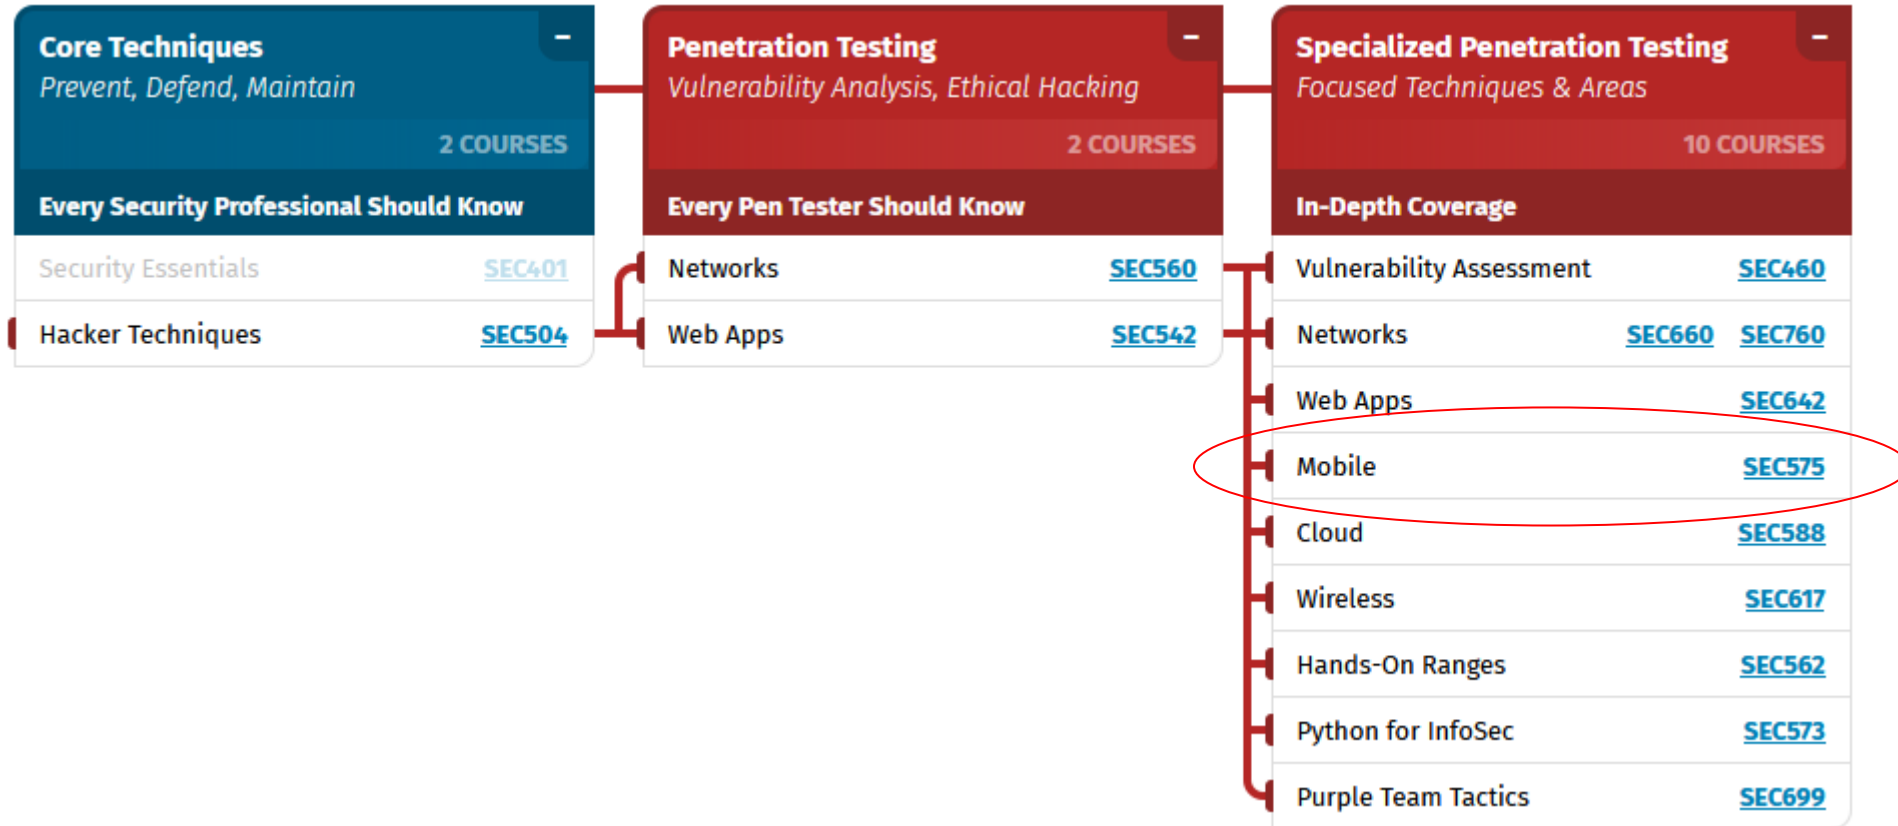 Core Techniques
–
Prevent, Defend, Maintain
2 COURSES
Every Security Professional Should Know
Security Essentials SEC401
Hacker Techniques SEC504
Penetration Testing
–
Vulnerability Analysis, Ethical Hacking
2 COURSES
Every Pen Tester Should Know
Networks SEC560
Web Apps SEC542
Specialized Penetration Testing
–
Focused Techniques & Areas
10 COURSES
In-Depth Coverage
Vulnerability Assessment SEC460
Networks SEC660 SEC760
Web Apps SEC642
Mobile SEC575
Cloud SEC588
Wireless SEC617
Hands-On Ranges SEC562
Python for InfoSec SEC573
Purple Team Tactics SEC699